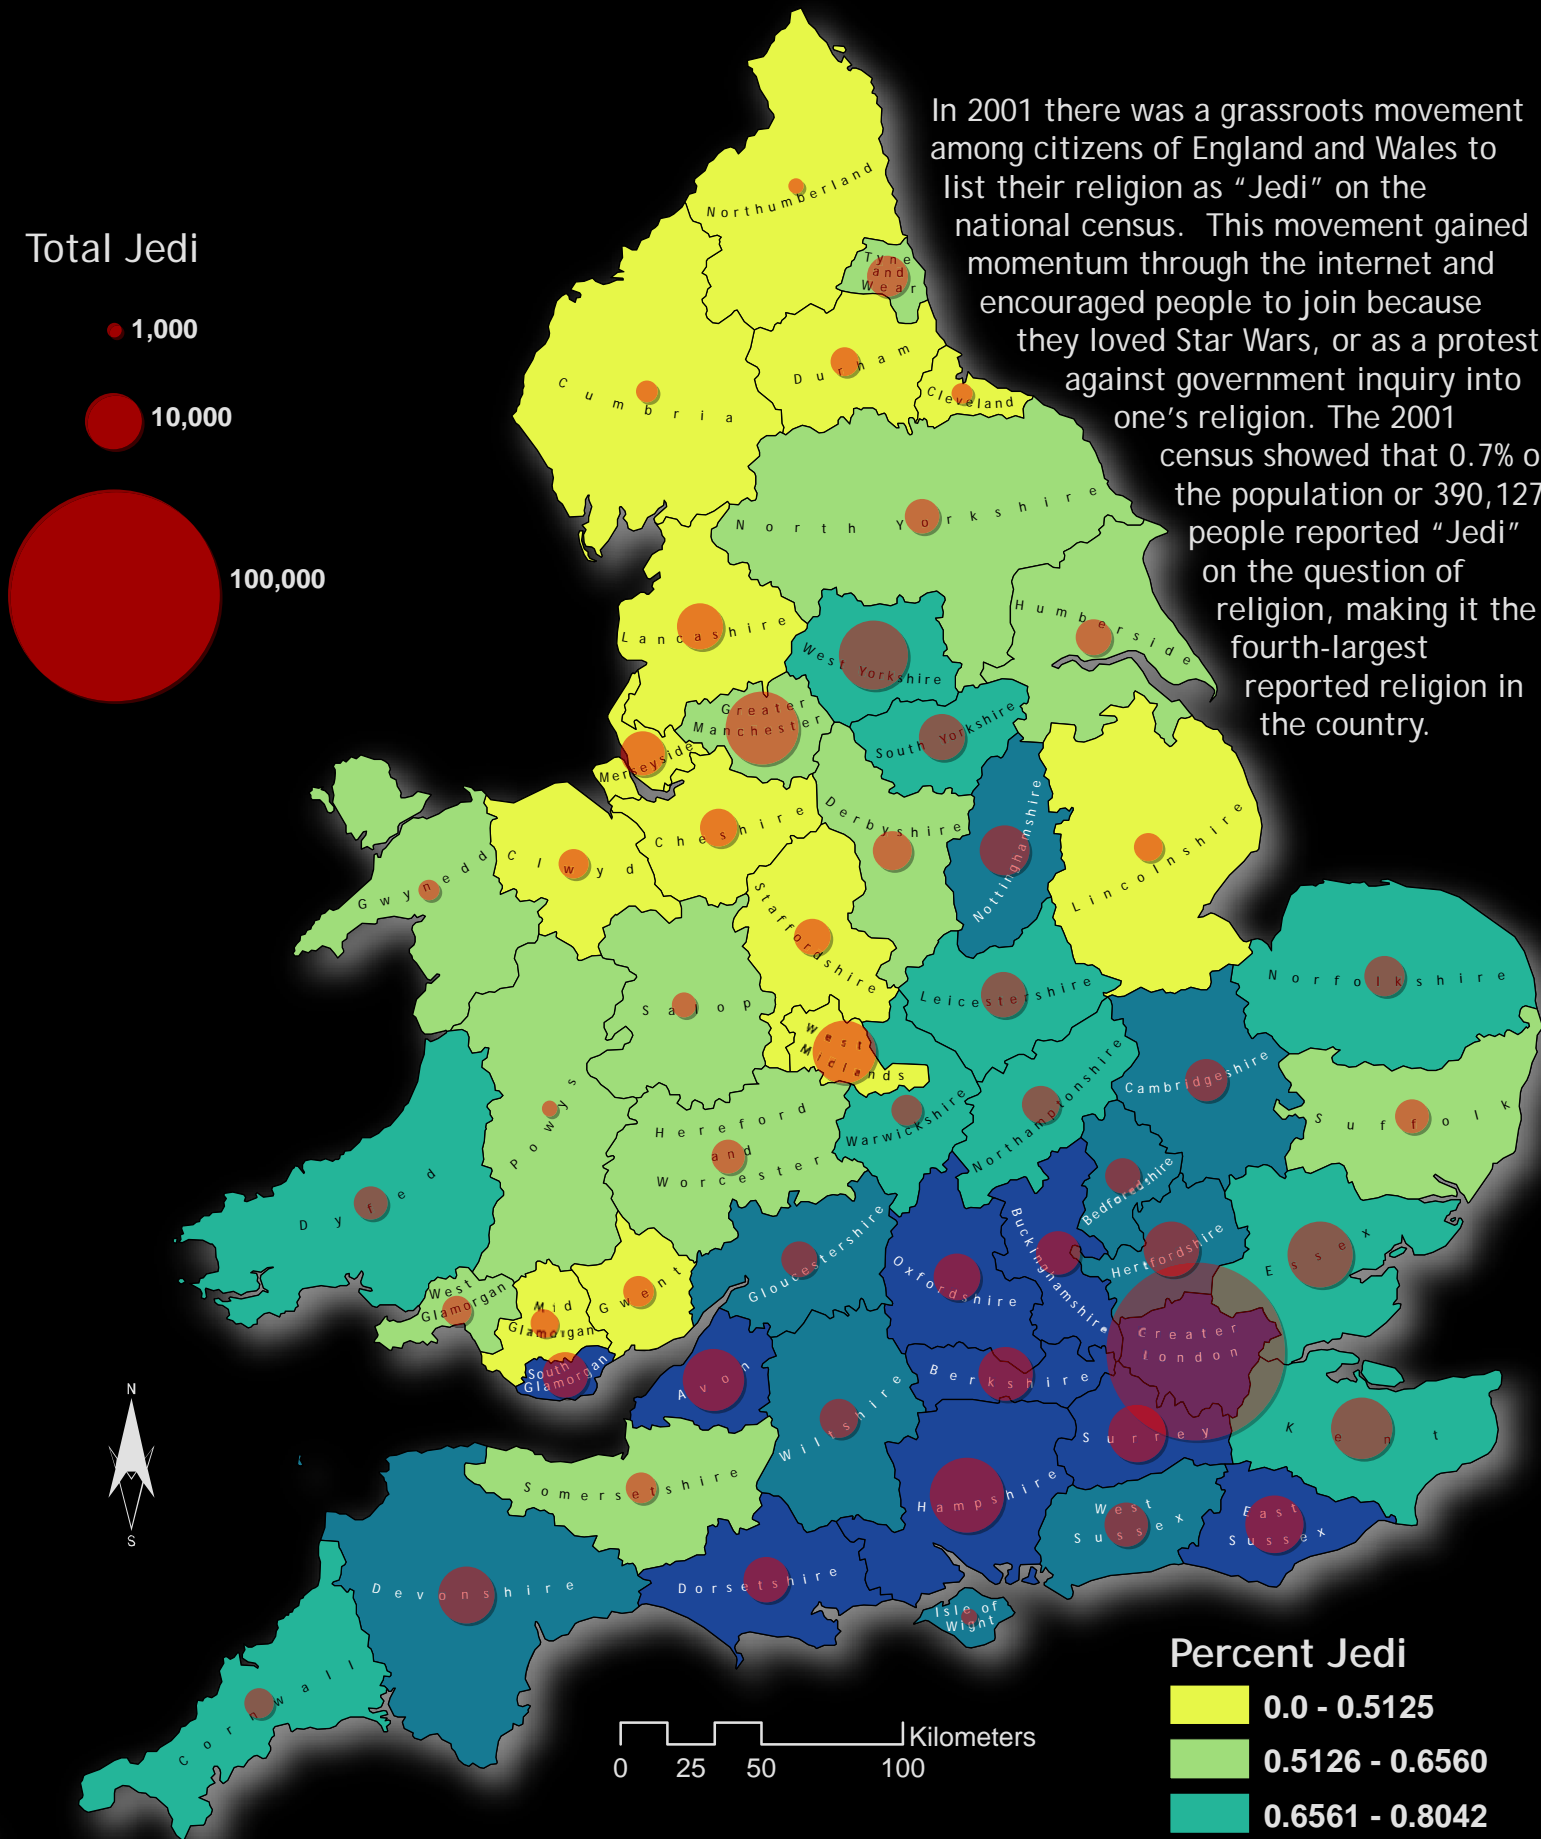 In 2001 there was a grassroots movement
among citizens of England and Wales to
list their religion as “Jedi” on the
national census. This movement gained
momentum through the internet and
encouraged people to join because
they loved Star Wars, or as a protest
against government inquiry into
one’s religion. The 2001
census showed that 0.7% o
the population or 390,127
people reported “Jedi”
on the question of
religion, making it the
fourth-largest
reported religion in
the country.
Total Jedi
1,000
10,000
100,000
Northumberland
Tyne
and
Wear
Cumbria
Durham
Cleveland
North Yorkshire
Humberside
Lancashire
West Yorkshire
Greater
Manchester
South Yorkshire
Merseyside
Cheshire
Derbyshire
Nottinghamshire
Lincolnshire
Gwynedd
Clwyd
Staffordshire
Leicestershire
Norfolkshire
Salop
West
Midlands
Cambridgeshire
Suffolk
Powys
Hereford
and
Worcester
Warwickshire
Northamptonshire
Bedfordshire
Dyfed
Gloucestershire
Oxfordshire
Buckinghamshire
Hertfordshire
Essex
West
Glamorgan
Mid
Glamorgan
Gwent
South
Glamorgan
Avon
Wiltshire
Berkshire
Greater
London
Surrey
Kent
Somersetshire
Hampshire
West
Sussex
East
Sussex
Devonshire
Dorsetshire
Isle of
Wight
Cornwall
N
S
Kilometers
0 25 50 100
Percent Jedi
0.0 - 0.5125
0.5126 - 0.6560
0.6561 - 0.8042